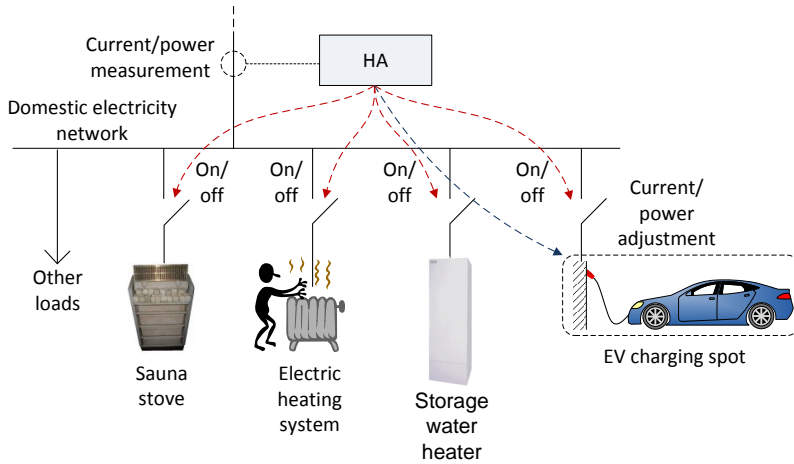 Current/power
measurement
HA
Domestic electricity
network
On/
off
On/
off
On/
off
On/
off
Current/
power
adjustment
Other
loads
Sauna
stove
Electric
heating
system
Storage
water
heater
EV charging spot